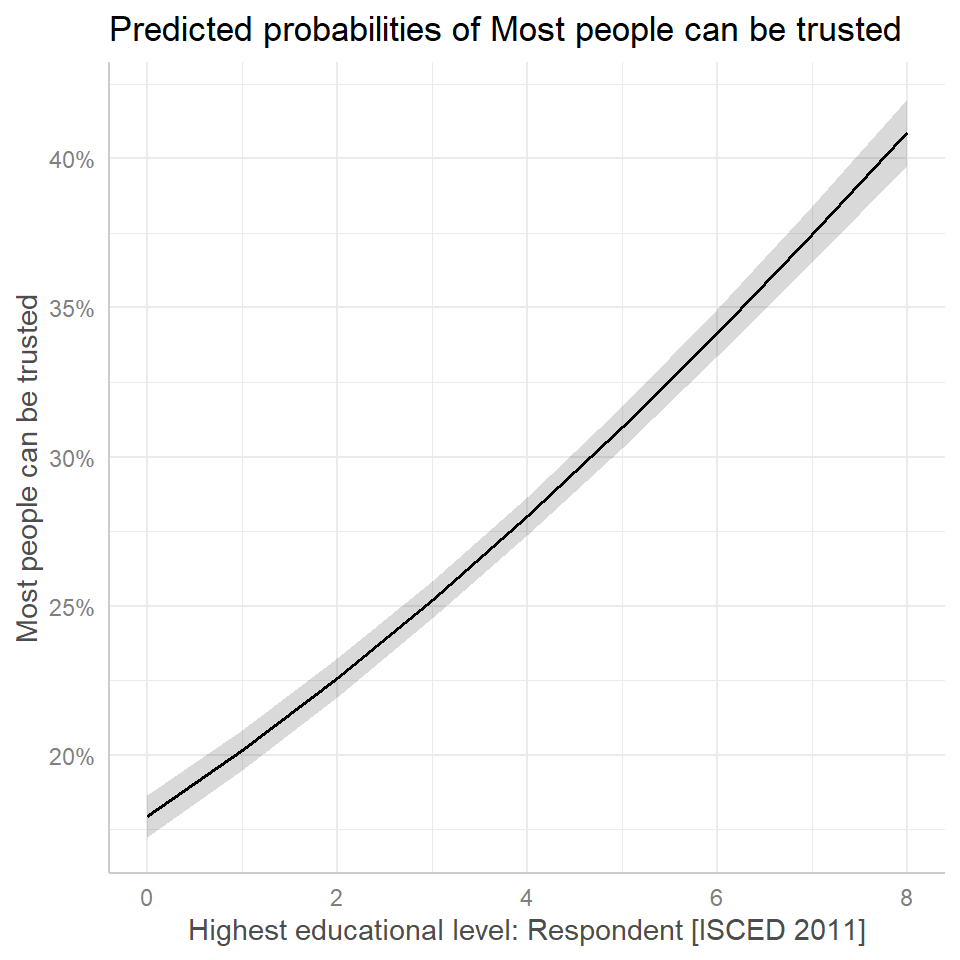 Predicted probabilities of Most people can be trusted
Most people can be trusted
40%
35%
30%
25%
20%
0 2 4 6 8
Highest educational level: Respondent [ISCED 2011]